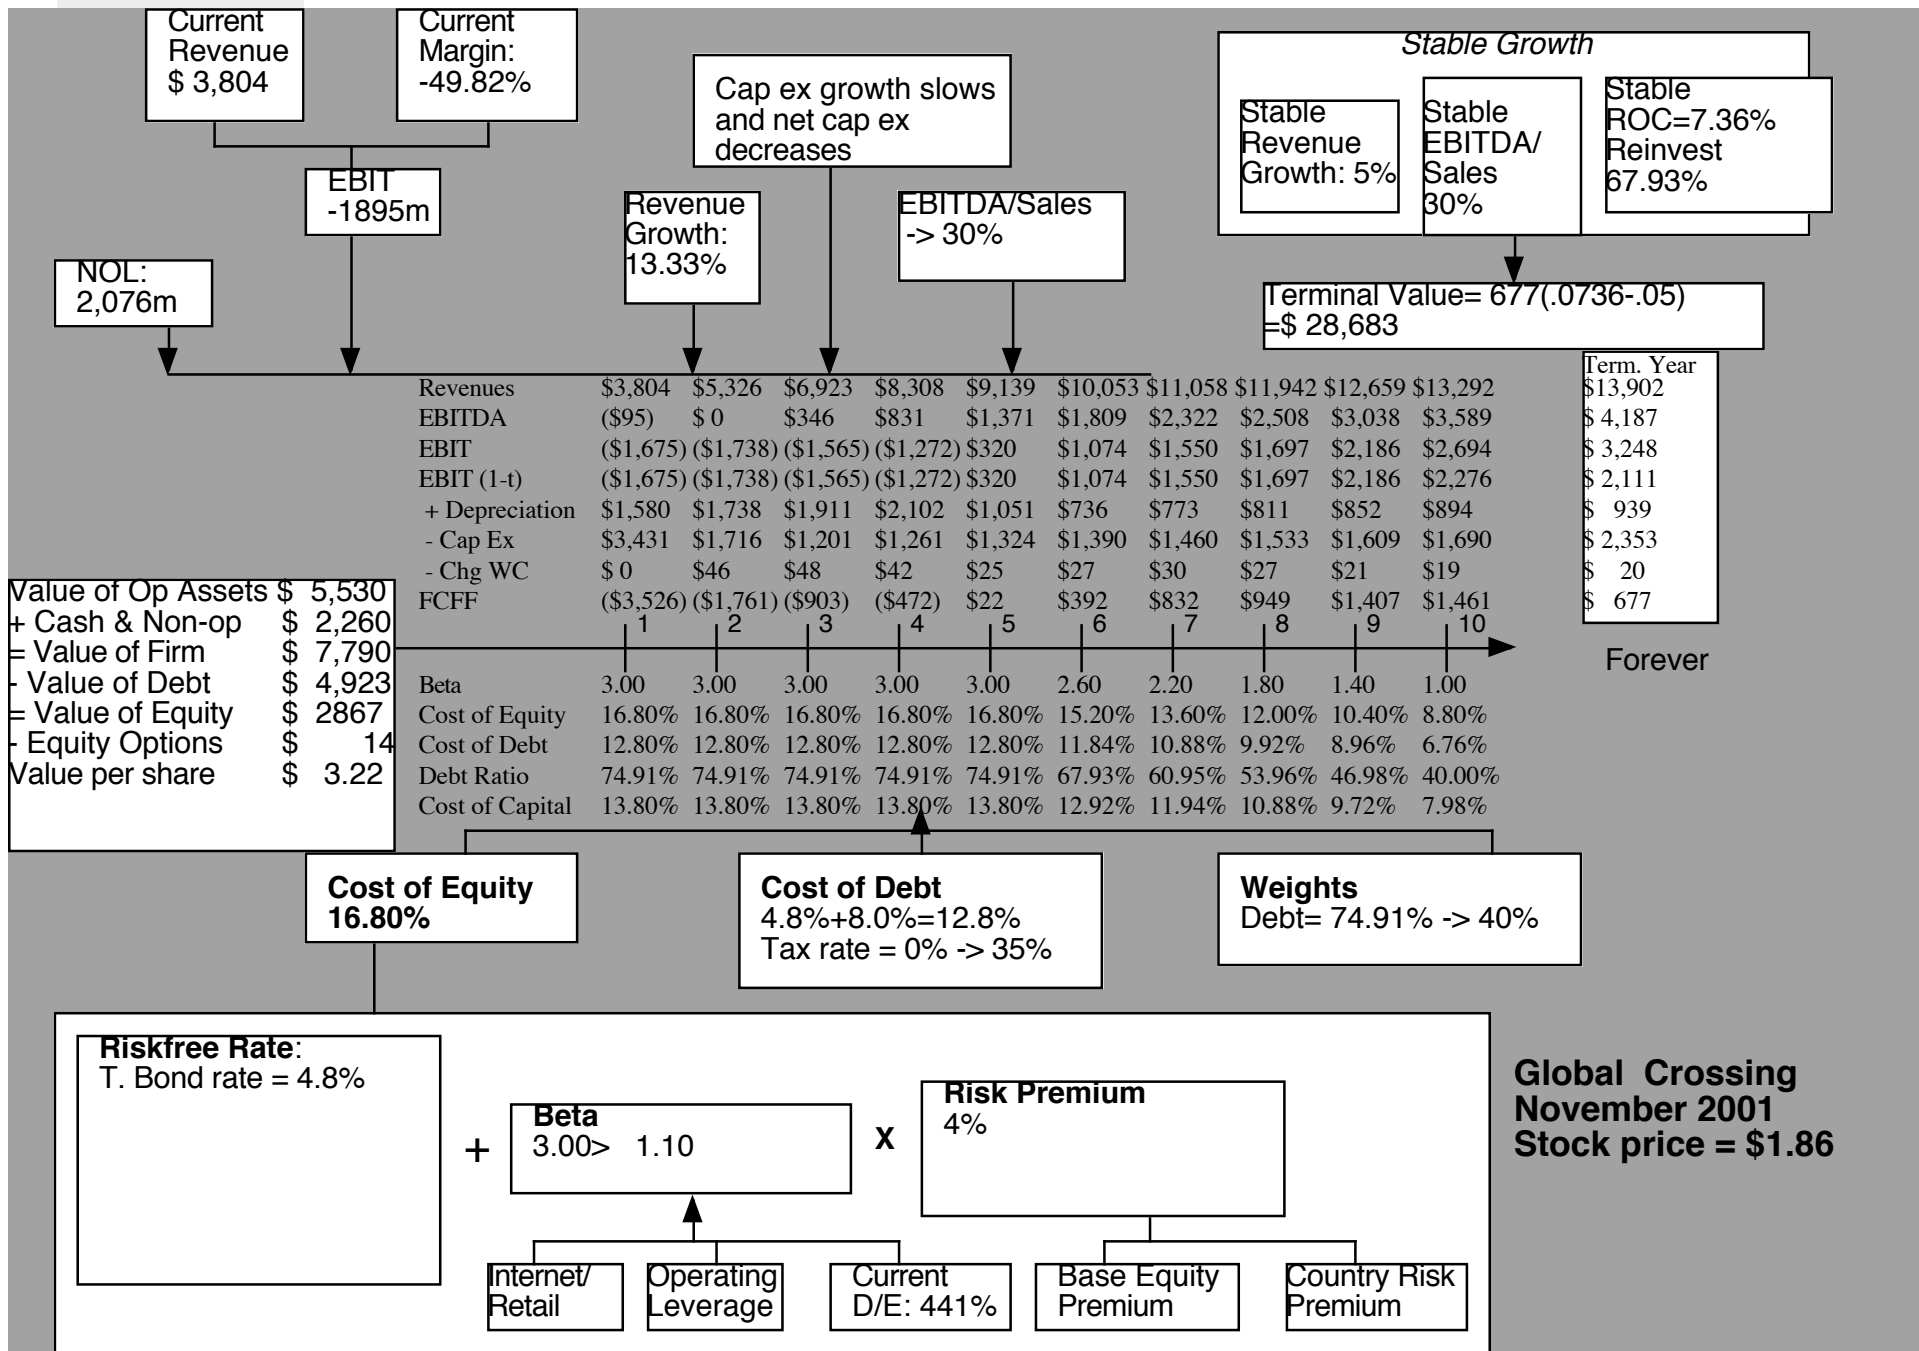 Current
Revenue
$ 3,804
Current
Margin:
-49.82%
Cap ex growth slows
and net cap ex
decreases
Stable Growth
Stable
Revenue
Growth: 5%
Stable
EBITDA/
Sales
30%
Stable
ROC=7.36%
Reinvest
67.93%
EBIT
-1895m
Revenue
Growth:
13.33%
EBITDA/Sales
-> 30%
NOL:
2,076m
Terminal Value= 677(.0736-.05)
=$ 28,683
Term. Year
$13,902
$ 4,187
$ 3,248
$ 2,111
$ 939
$ 2,353
$ 20
$ 677
Forever
Revenues $3,804 $5,326 $6,923 $8,308 $9,139 $10,053 $11,058 $11,942 $12,659 $13,292
EBITDA ($95) $ 0 $346 $831 $1,371 $1,809 $2,322 $2,508 $3,038 $3,589
EBIT ($1,675) ($1,738) ($1,565) ($1,272) $320 $1,074 $1,550 $1,697 $2,186 $2,694
EBIT (1-t) ($1,675) ($1,738) ($1,565) ($1,272) $320 $1,074 $1,550 $1,697 $2,186 $2,276
+ Depreciation $1,580 $1,738 $1,911 $2,102 $1,051 $736 $773 $811 $852 $894
- Cap Ex $3,431 $1,716 $1,201 $1,261 $1,324 $1,390 $1,460 $1,533 $1,609 $1,690
- Chg WC $ 0 $46 $48 $42 $25 $27 $30 $27 $21 $19
FCFF ($3,526) ($1,761) ($903) ($472) $22 $392 $832 $949 $1,407 $1,461
1 2 3 4 5 6 7 8 9 10
Value of Op Assets $ 5,530
+ Cash & Non-op $ 2,260
= Value of Firm $ 7,790
- Value of Debt $ 4,923
= Value of Equity $ 2867
- Equity Options $ 14
Value per share $ 3.22
Beta 3.00 3.00 3.00 3.00 3.00 2.60 2.20 1.80 1.40 1.00
Cost of Equity 16.80% 16.80% 16.80% 16.80% 16.80% 15.20% 13.60% 12.00% 10.40% 8.80%
Cost of Debt 12.80% 12.80% 12.80% 12.80% 12.80% 11.84% 10.88% 9.92% 8.96% 6.76%
Debt Ratio 74.91% 74.91% 74.91% 74.91% 74.91% 67.93% 60.95% 53.96% 46.98% 40.00%
Cost of Capital 13.80% 13.80% 13.80% 13.80% 13.80% 12.92% 11.94% 10.88% 9.72% 7.98%
Cost of Equity
16.80%
Cost of Debt
4.8%+8.0%=12.8%
Tax rate = 0% -> 35%
Weights
Debt= 74.91% -> 40%
Riskfree Rate:
T. Bond rate = 4.8%
+
Beta
3.00> 1.10
X
Risk Premium
4%
Internet/
Retail
Operating
Leverage
Current
D/E: 441%
Base Equity
Premium
Country Risk
Premium
Global Crossing
November 2001
Stock price = $1.86